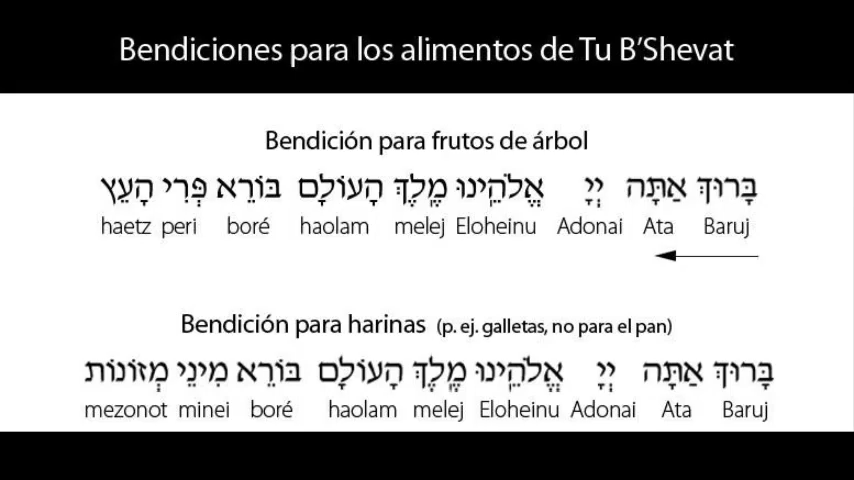 Bendiciones para los alimentos de Tu B'Shevat
Bendición para frutos de árbol
בָּרוּךְ אַתָּה יְיָ אֱלֹהֵֽינוּ מֶֽלֶךְ הָעוֹלָם בּוֹרֵא פְּרִי הָעֵץ
haetz peri boré haolam melej Eloheinu Adonai Ata Baruj
Bendición para harinas (p. ej. galletas, no para el pan)
בָּרוּךְ אַתָּה יְיָ אֱלֹהֵֽינוּ מֶֽלֶךְ הָעוֹלָם בּוֹרֵא מִינֵי מְזוֹנוֹת
mezonot minei boré haolam melej Eloheinu Adonai Ata Baruj